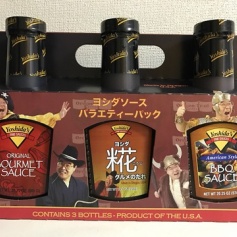 ヨシダソース
バラエティーパック
Yoshida's
ORIGINAL
GOURMET
SAUCE
Yoshida's
ヨシダ
糀
グルメのたれ
Yoshida's
American Style
BBQ
SAUCE
CONTAINS 3 BOTTLES・PRODUCT OF THE U.S.A.